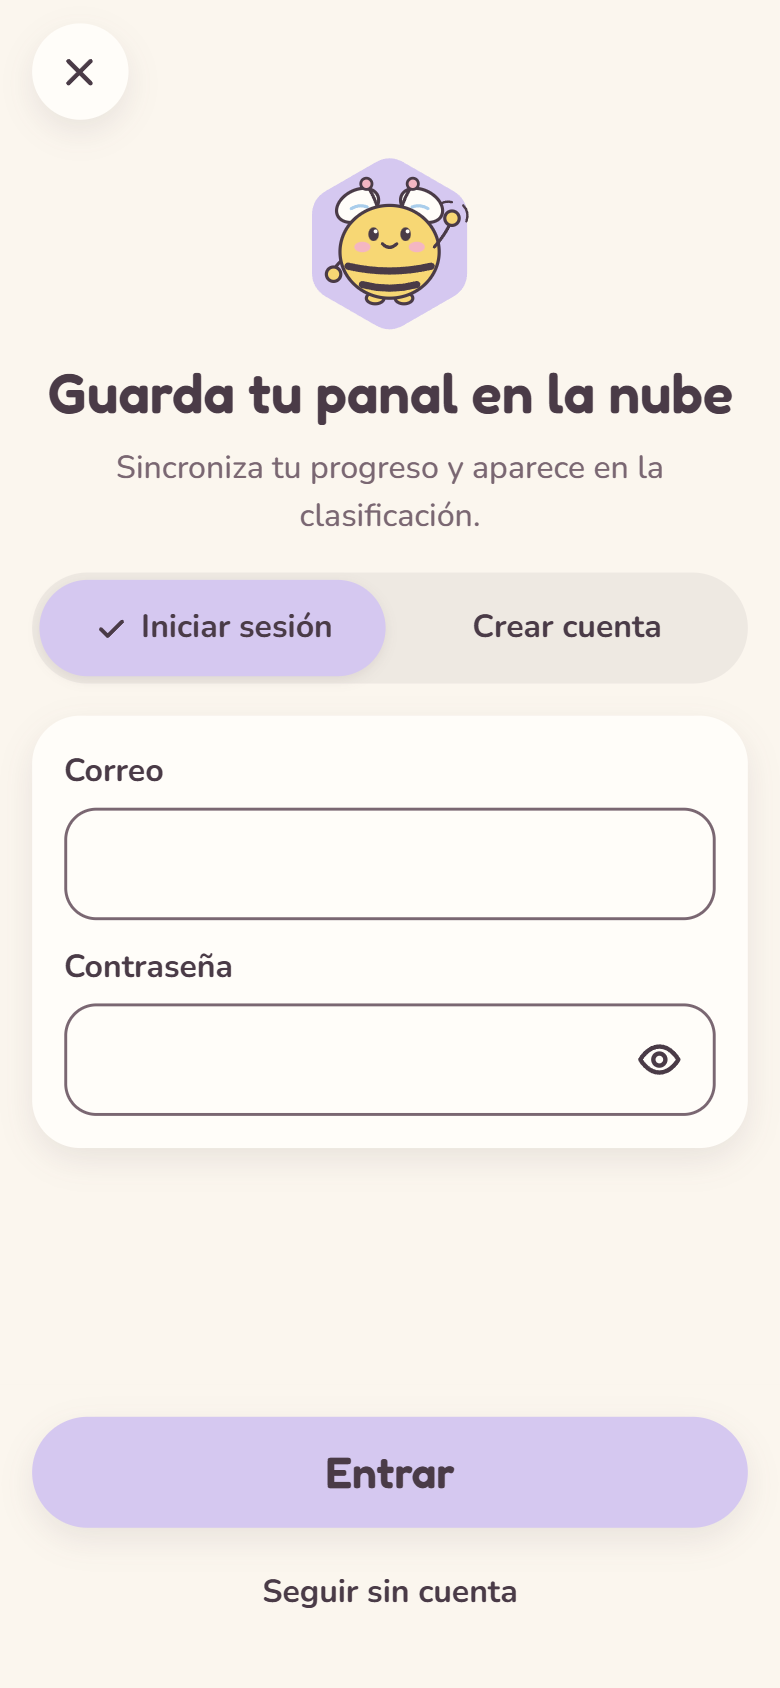 Guarda tu panal en la nube
Sincroniza tu progreso y aparece en la
clasificación.
Iniciar sesión
Crear cuenta
Correo
Contraseña
Entrar
Seguir sin cuenta